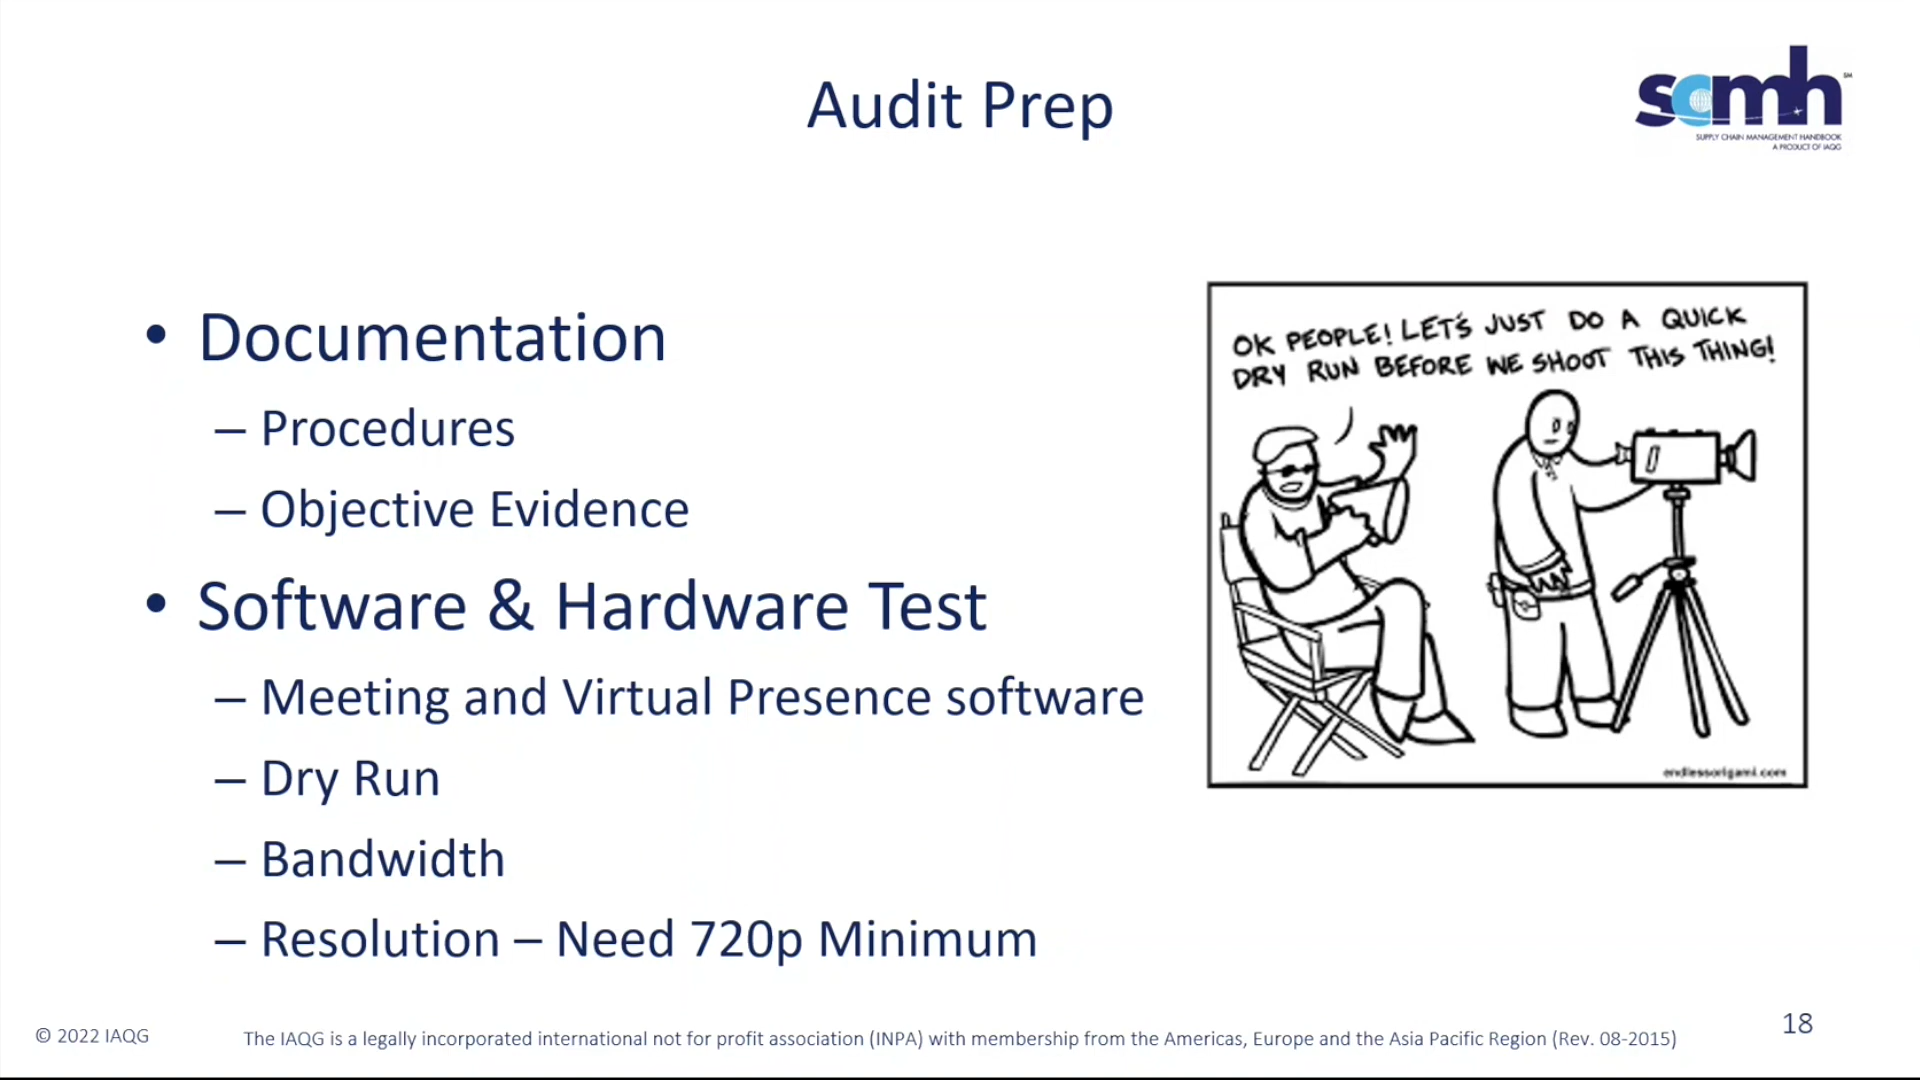 Audit Prep
scmh SM
SUPPLY CHAIN MANAGEMENT HANDBOOK
A PRODUCT OF IAQG
• Documentation
– Procedures
– Objective Evidence
• Software & Hardware Test
– Meeting and Virtual Presence software
– Dry Run
– Bandwidth
– Resolution – Need 720p Minimum
OK PEOPLE! LET'S JUST DO A QUICK
DRY RUN BEFORE WE SHOOT THIS THING!
endlessorigami.com
© 2022 IAQG
The IAQG is a legally incorporated international not for profit association (INPA) with membership from the Americas, Europe and the Asia Pacific Region (Rev. 08-2015)
18